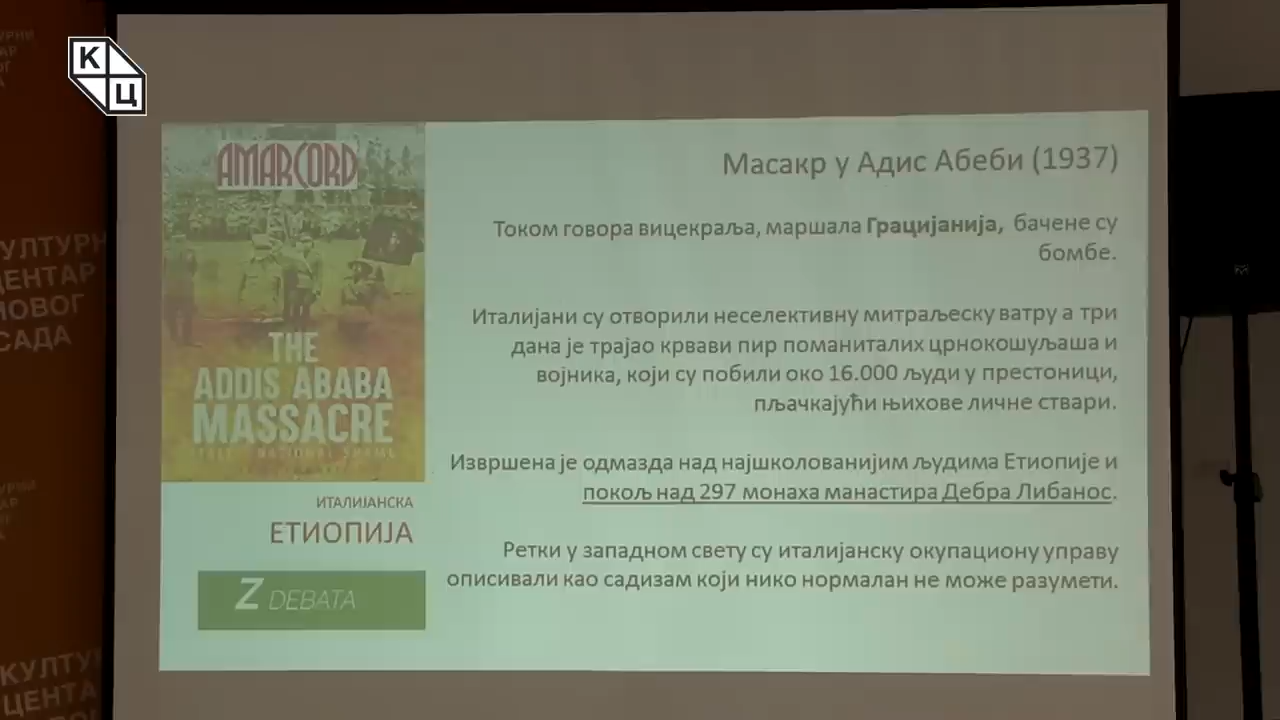 К
Ц
AMARCORD
THE
ADDIS ABABA
MASSACRE
ИТАЛИЈАНСКА
ЕТИОПИЈА
Z DEBATA
Масакр у Адис Абеби (1937)
Током говора вицекраља, маршала Грацијанија, бачене су
бомбе.
Италијани су отворили неселективну митраљеску ватру а три
дана је трајао крвави пир поманиталих црнокошуљаша и
војника, који су побили око 16.000 људи у престоници,
пљачкајући њихове личне ствари.
Извршена је одмазда над најшколованијим људима Етиопије и
покољ над 297 монаха манастира Дебра Либанос.
Ретки у западном свету су италијанску окупациону управу
описивали као садизам који нико нормалан не може разумети.
УЛТУРН
ЦЕНТАР
НОВОГ
САДА
КУЛТУ
ЦЕНТА